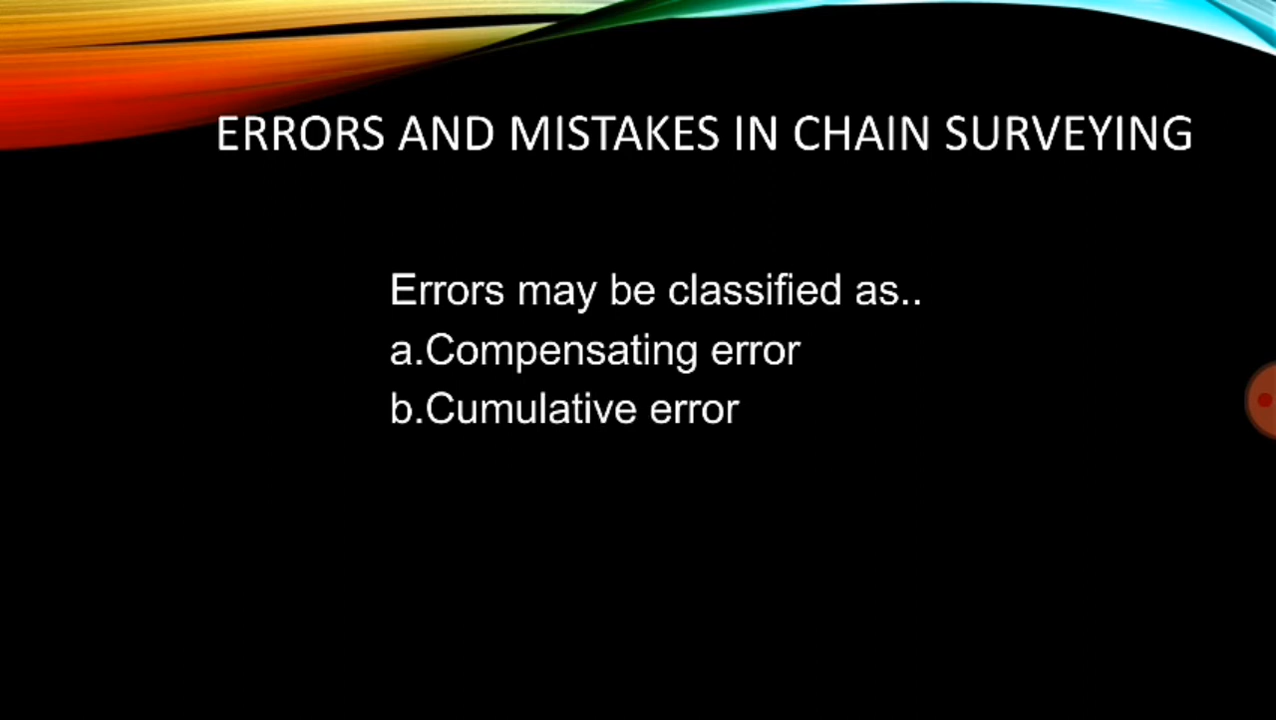 ERRORS AND MISTAKES IN CHAIN SURVEYING
Errors may be classified as..
a.Compensating error
b.Cumulative error